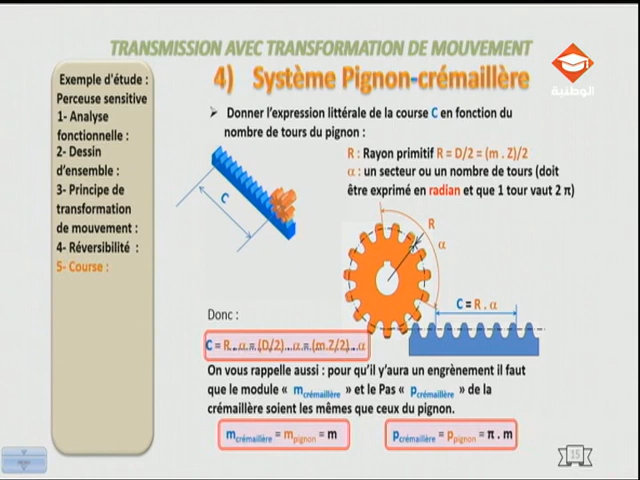 TRANSMISSION AVEC TRANSFORMATION DE MOUVEMENT
4) Système Pignon-crémaillère
الوطنية
Exemple d'étude :
Perceuse sensitive
1- Analyse
fonctionnelle :
2- Dessin
d'ensemble :
3- Principe de
transformation
de mouvement :
4- Réversibilité :
5- Course :
➢ Donner l'expression littérale de la course C en fonction du
nombre de tours du pignon :
R : Rayon primitif R = D/2 = (m . Z)/2
α : un secteur ou un nombre de tours (doit
être exprimé en radian et que 1 tour vaut 2 π)
C
R
α
C = R . α
Donc :
C = R . α = (D/2) . α = (m.Z/2) . α
On vous rappelle aussi : pour qu'il y'aura un engrènement il faut
que le module « mcrémaillère » et le Pas « pcrémaillère » de la
crémaillère soient les mêmes que ceux du pignon.
mcrémaillère = mpignon = m
pcrémaillère = ppignon = π . m
15